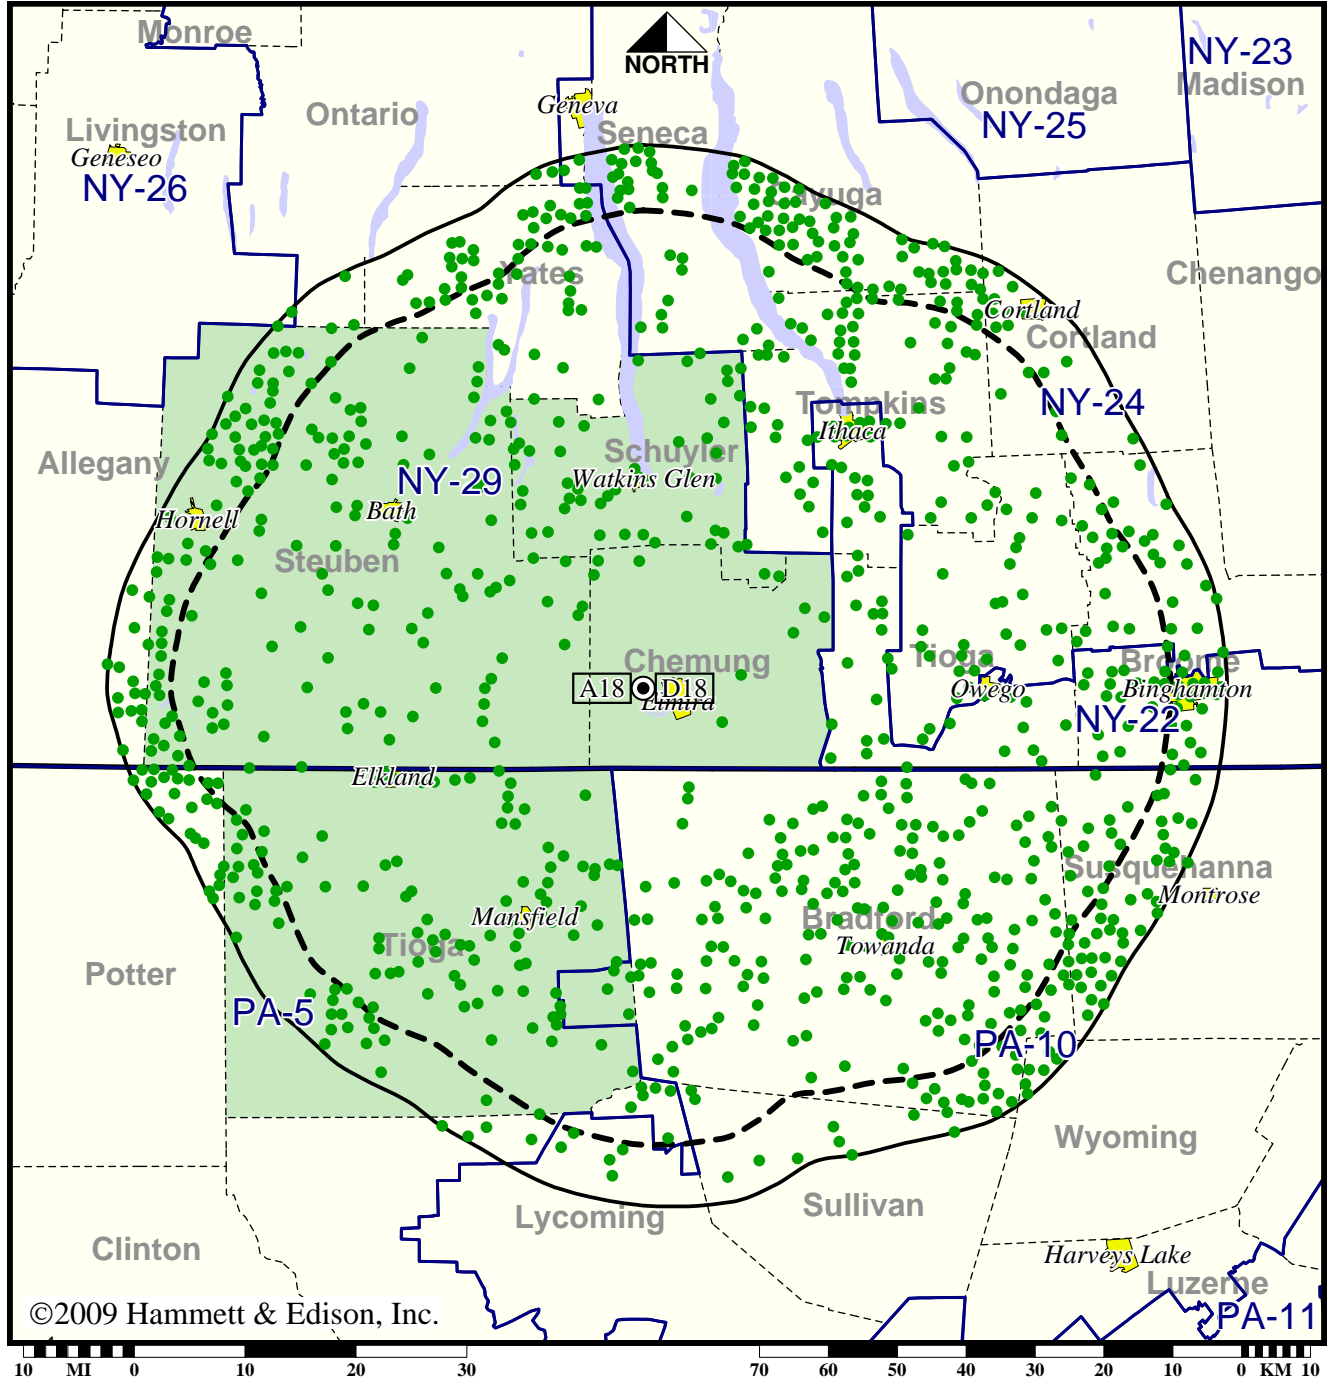 Monroe
NORTH
NY-23
Madison
Ontario
Geneva
Seneca
Onondaga
NY-25
Livingston
Geneseo
NY-26
Cayuga
Yates
Chenango
Cortland
Cortland
NY-24
Tompkins
Ithaca
Allegany
Schuyler
NY-29
Watkins Glen
Bath
Hornell
Steuben
Chemung
Tioga
Broome
A18
D18
Elmira
Owego
Binghamton
NY-22
Elkland
Susquehanna
Montrose
Mansfield
Bradford
Tioga
Towanda
Potter
PA-5
PA-10
Wyoming
Sullivan
Lycoming
Clinton
Harveys Lake
Luzerne
©2009 Hammett & Edison, Inc.
PA-11
10 MI 0 10 20 30 70 60 50 40 30 20 10 0 KM 10